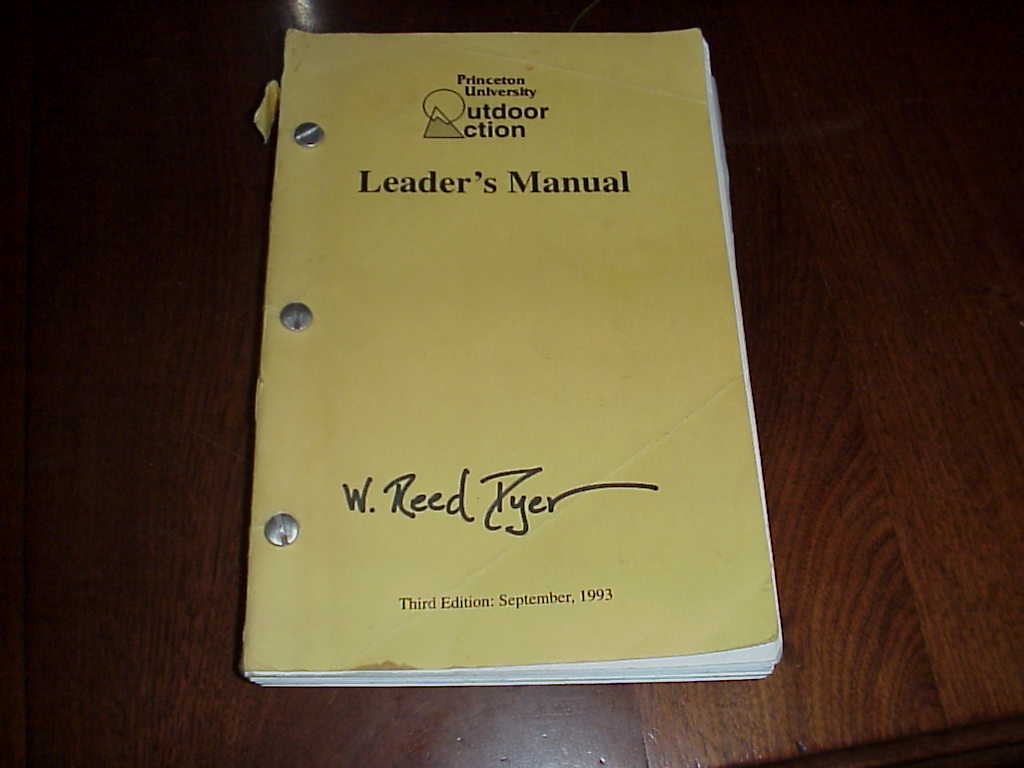 Princeton
University
Outdoor
Action
Leader's Manual
W. Reed Dyer
Third Edition: September, 1993